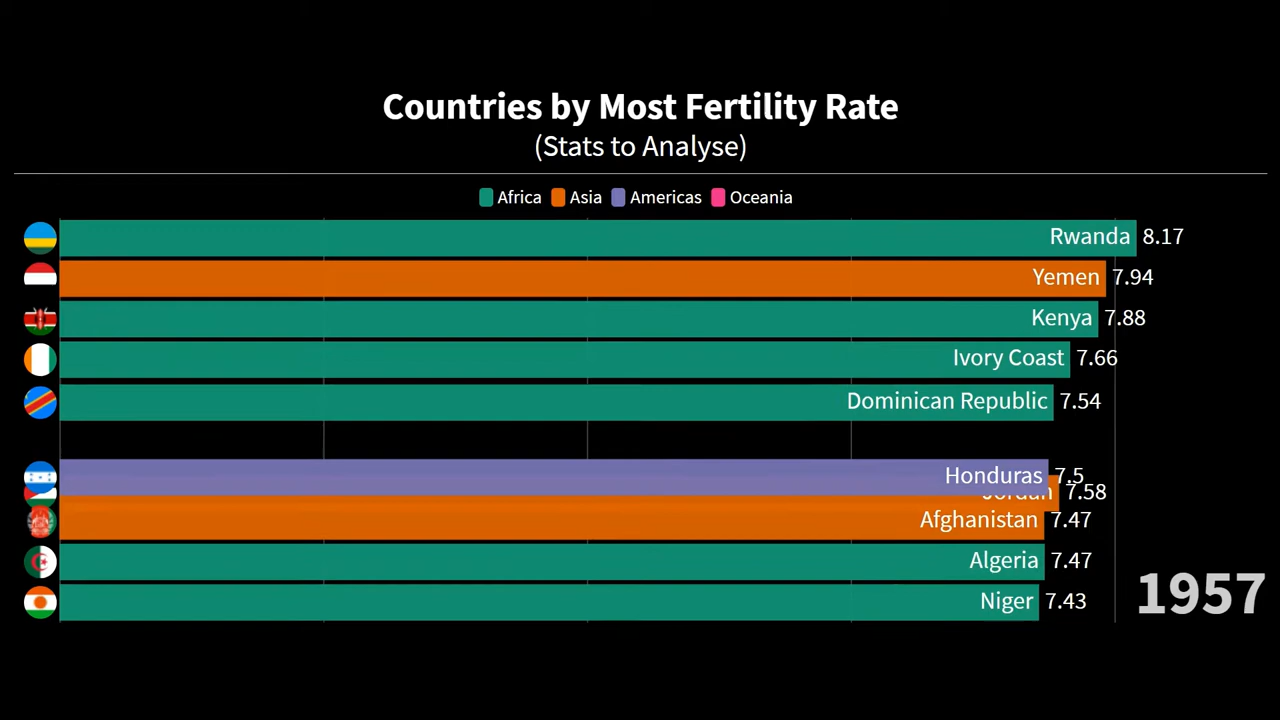 Countries by Most Fertility Rate
(Stats to Analyse)
Africa Asia Americas Oceania
Rwanda 8.17
Yemen 7.94
Kenya 7.88
Ivory Coast 7.66
Dominican Republic 7.54
Honduras 7.5
Jordan 7.58
Afghanistan 7.47
Algeria 7.47
Niger 7.43
1957